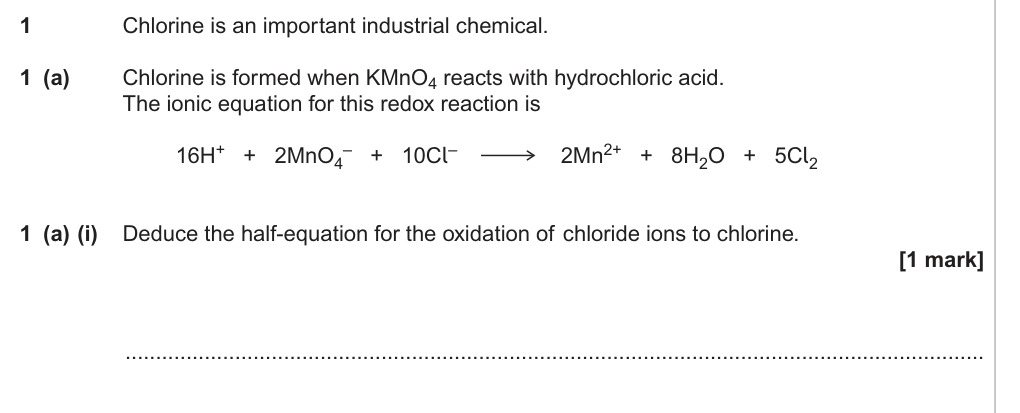 1 Chlorine is an important industrial chemical.
1 (a) Chlorine is formed when KMnO₄ reacts with hydrochloric acid.
The ionic equation for this redox reaction is
16H⁺ + 2MnO₄⁻ + 10Cl⁻ ⟶ 2Mn²⁺ + 8H₂O + 5Cl₂
1 (a) (i) Deduce the half-equation for the oxidation of chloride ions to chlorine.
[1 mark]